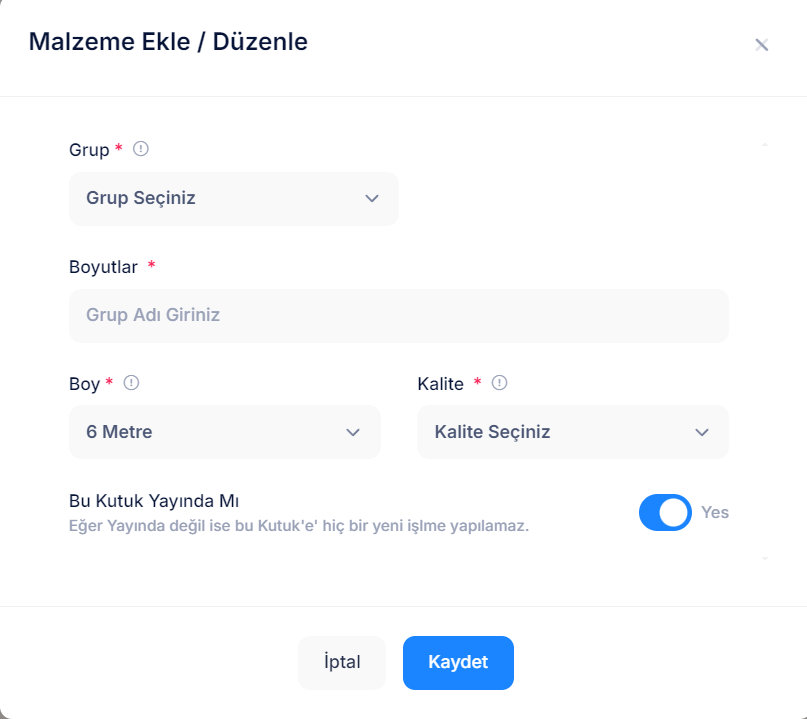 Malzeme Ekle / Düzenle
Grup *
Grup Seçiniz
Boyutlar *
Grup Adı Giriniz
Boy * Kalite *
6 Metre Kalite Seçiniz
Bu Kutuk Yayında Mı
Eğer Yayında değil ise bu Kutuk'e' hiç bir yeni işlme yapılamaz.
Yes
İptal Kaydet